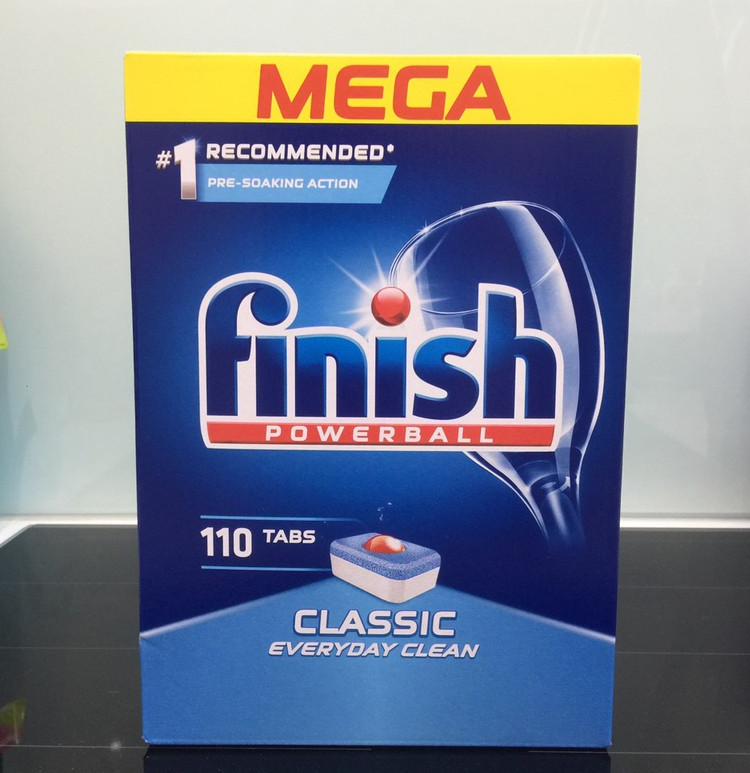 MEGA
#1 RECOMMENDED*
PRE-SOAKING ACTION
finish
POWERBALL
110 TABS
CLASSIC
EVERYDAY CLEAN